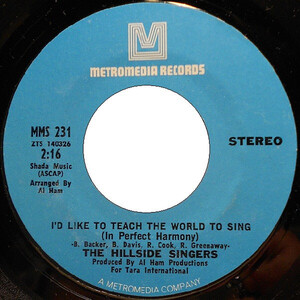 M
METROMEDIA RECORDS
MMS 231
ZTS 140326
2:16
Shada Music
(ASCAP)
Arranged By
Al Ham
STEREO
I'D LIKE TO TEACH THE WORLD TO SING
(In Perfect Harmony)
-B. Backer, B. Davis, R. Cook, R. Greenaway-
THE HILLSIDE SINGERS
Produced By Al Ham Productions
For Tara International
A METROMEDIA COMPANY